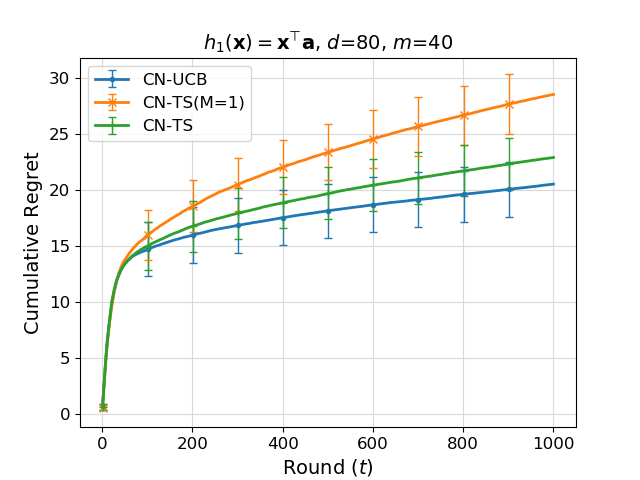 h₁(𝐱) = 𝐱⊤𝐚, d=80, m=40
CN-UCB
CN-TS(M=1)
CN-TS
Cumulative Regret
30
25
20
15
10
5
0
0 200 400 600 800 1000
Round (t)